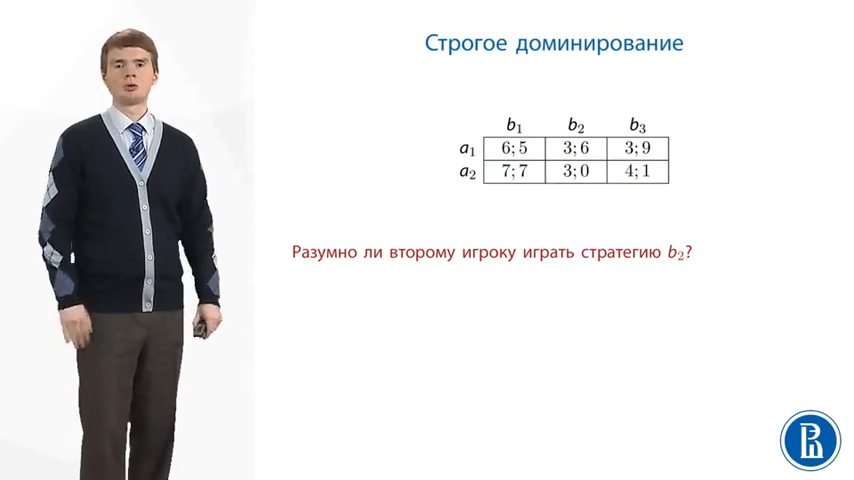 Строгое доминирование
b₁ b₂ b₃
a₁ 6; 5 3; 6 3; 9
a₂ 7; 7 3; 0 4; 1
Разумно ли второму игроку играть стратегию b₂?